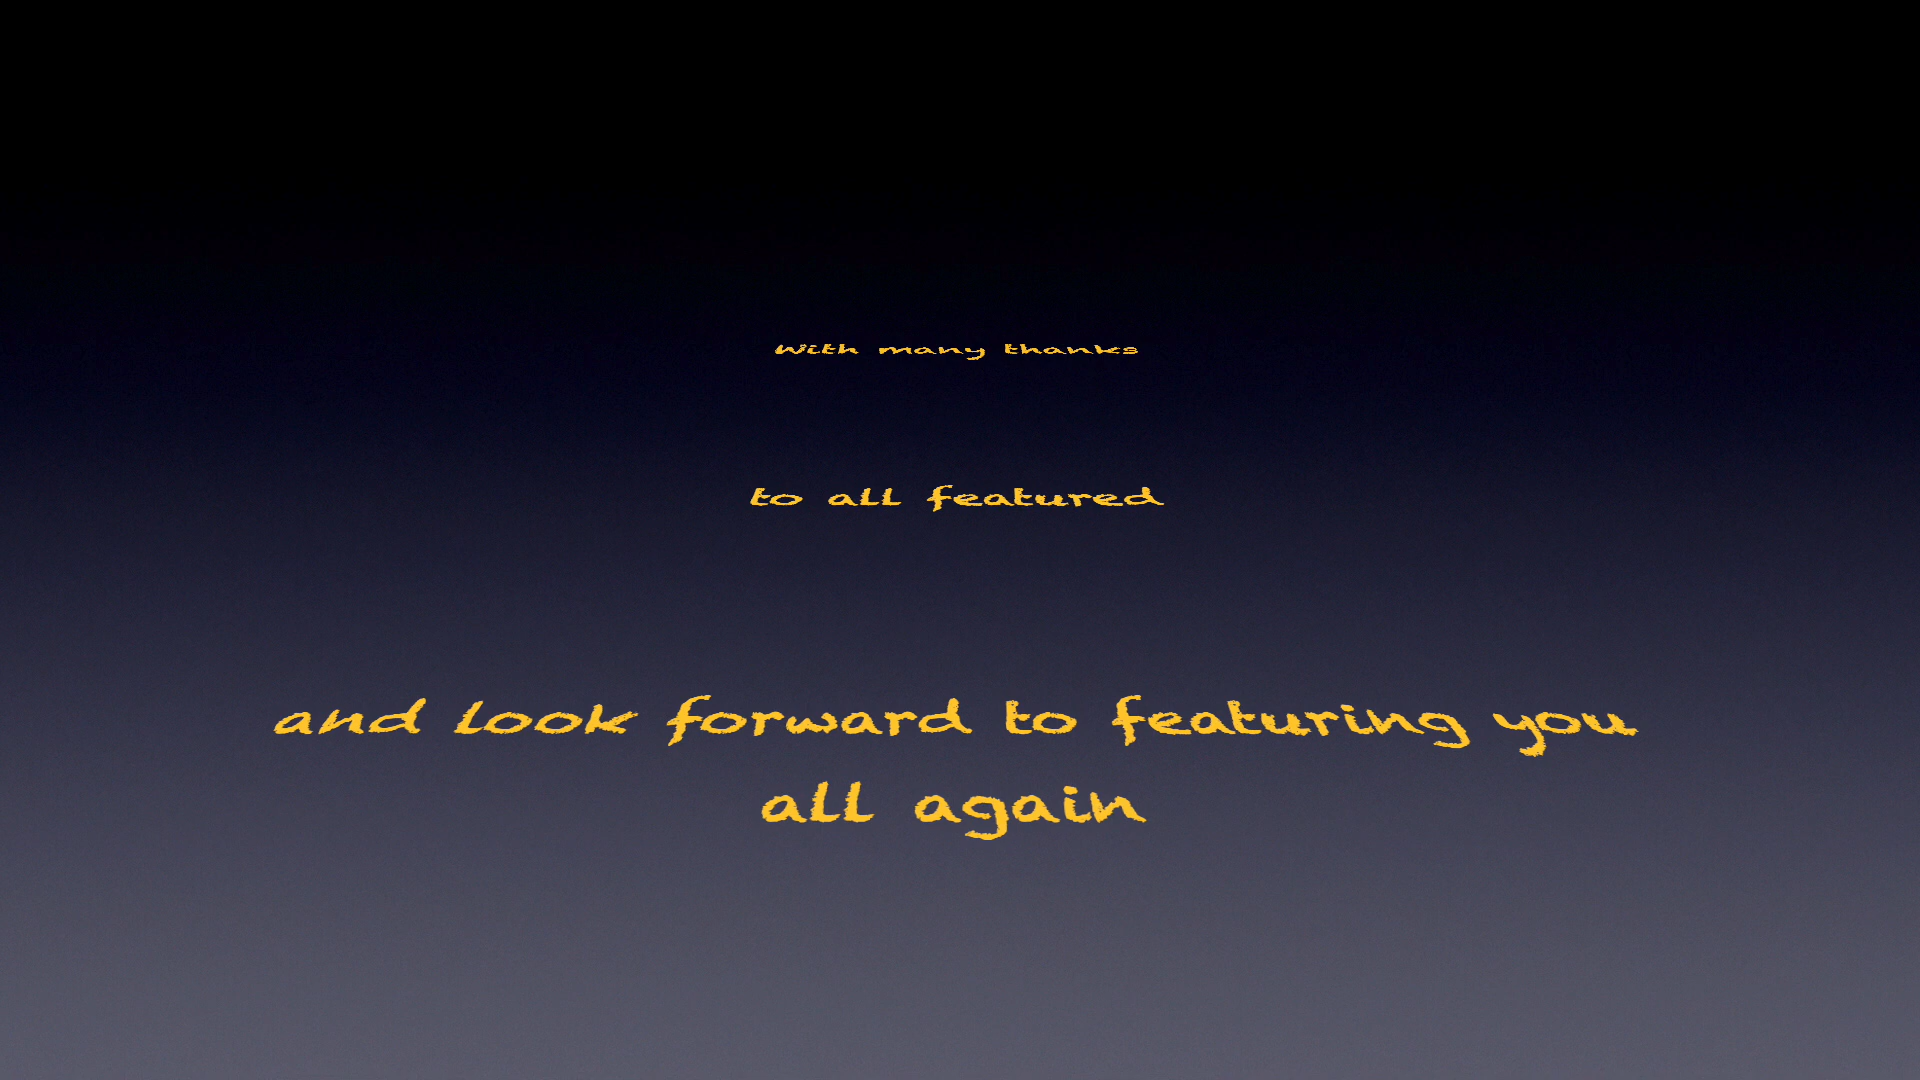 With many thanks
to all featured
and look forward to featuring you
all again